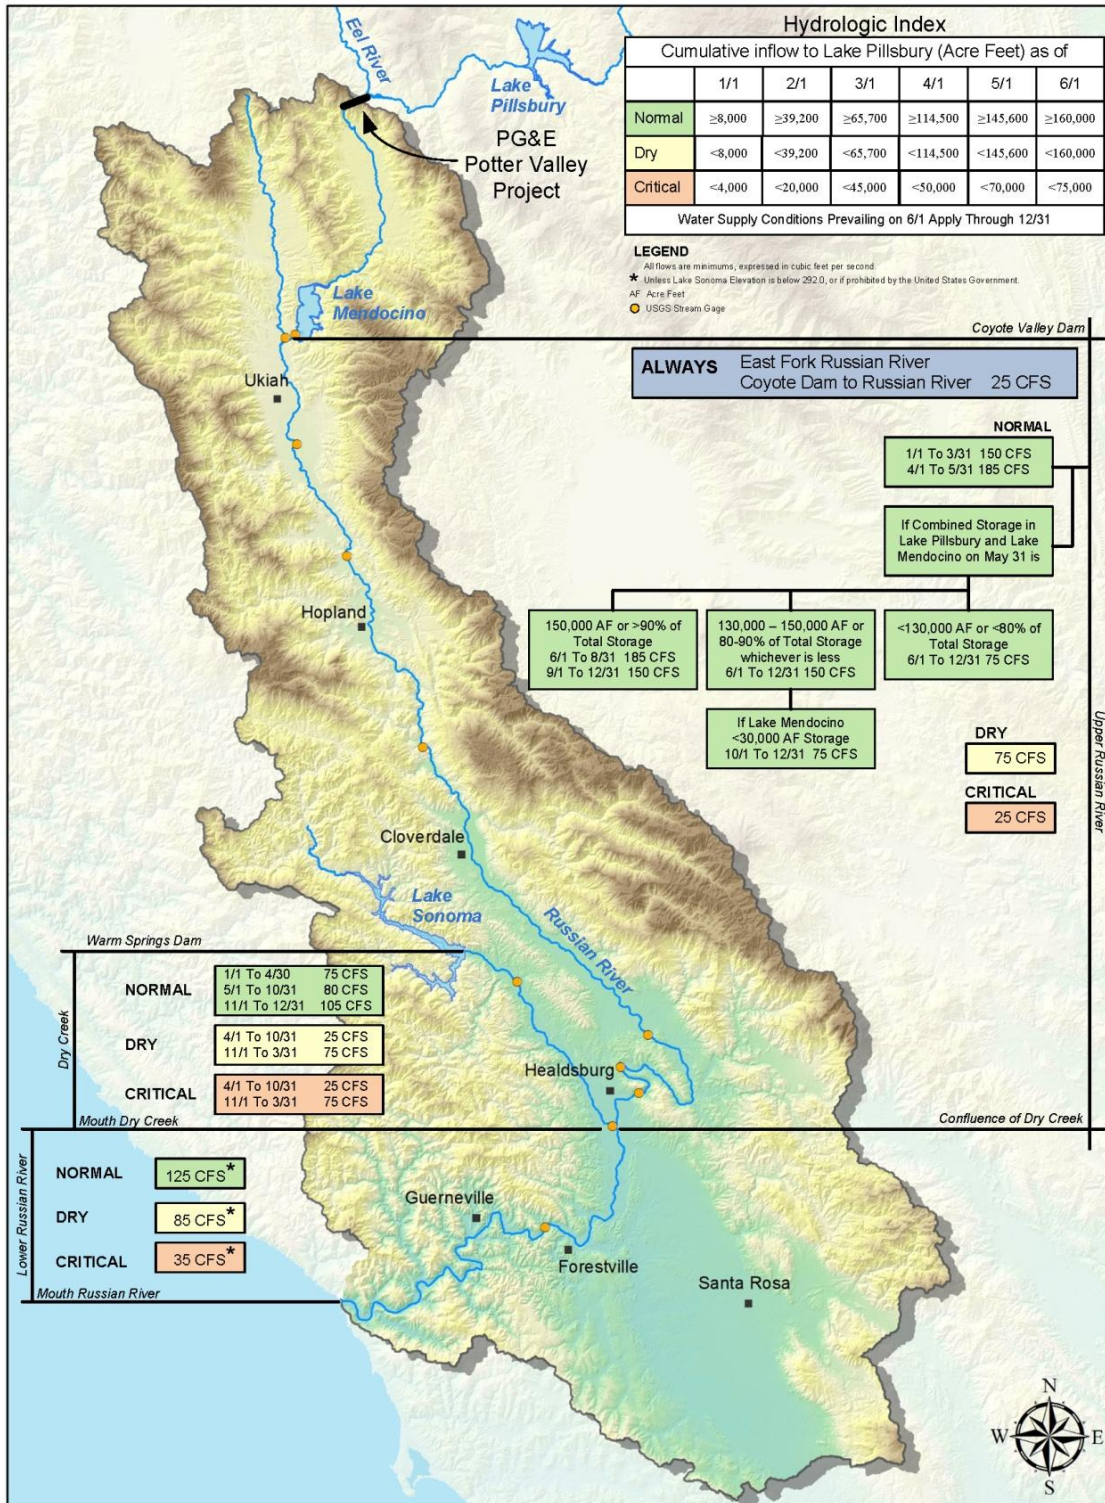 Hydrologic Index
Cumulative inflow to Lake Pillsbury (Acre Feet) as of
1/1 2/1 3/1 4/1 5/1 6/1
Normal ≥8,000 ≥39,200 ≥65,700 ≥114,500 ≥145,600 ≥160,000
Dry <8,000 <39,200 <65,700 <114,500 <145,600 <160,000
Critical <4,000 <20,000 <45,000 <50,000 <70,000 <75,000
Water Supply Conditions Prevailing on 6/1 Apply Through 12/31
Eel River
Lake
Pillsbury
PG&E
Potter Valley
Project
LEGEND
All flows are minimums, expressed in cubic feet per second.
* Unless Lake Sonoma Elevation is below 292.0, or if prohibited by the United States Government.
AF Acre Feet
USGS Stream Gage
Lake
Mendocino
Coyote Valley Dam
ALWAYS East Fork Russian River
Coyote Dam to Russian River 25 CFS
Ukiah
NORMAL
1/1 To 3/31 150 CFS
4/1 To 5/31 185 CFS
If Combined Storage in
Lake Pillsbury and Lake
Mendocino on May 31 is
150,000 AF or >90% of
Total Storage
6/1 To 8/31 185 CFS
9/1 To 12/31 150 CFS
130,000 – 150,000 AF or
80-90% of Total Storage
whichever is less
6/1 To 12/31 150 CFS
<130,000 AF or <80% of
Total Storage
6/1 To 12/31 75 CFS
If Lake Mendocino
<30,000 AF Storage
10/1 To 12/31 75 CFS
DRY
75 CFS
CRITICAL
25 CFS
Upper Russian River
Hopland
Cloverdale
Lake
Sonoma
Russian River
Warm Springs Dam
Dry Creek
NORMAL
1/1 To 4/30 75 CFS
5/1 To 10/31 80 CFS
11/1 To 12/31 105 CFS
DRY
4/1 To 10/31 25 CFS
11/1 To 3/31 75 CFS
CRITICAL
4/1 To 10/31 25 CFS
11/1 To 3/31 75 CFS
Healdsburg
Mouth Dry Creek
Confluence of Dry Creek
Lower Russian River
NORMAL 125 CFS*
DRY 85 CFS*
CRITICAL 35 CFS*
Mouth Russian River
Guerneville
Forestville
Santa Rosa
N
W E
S